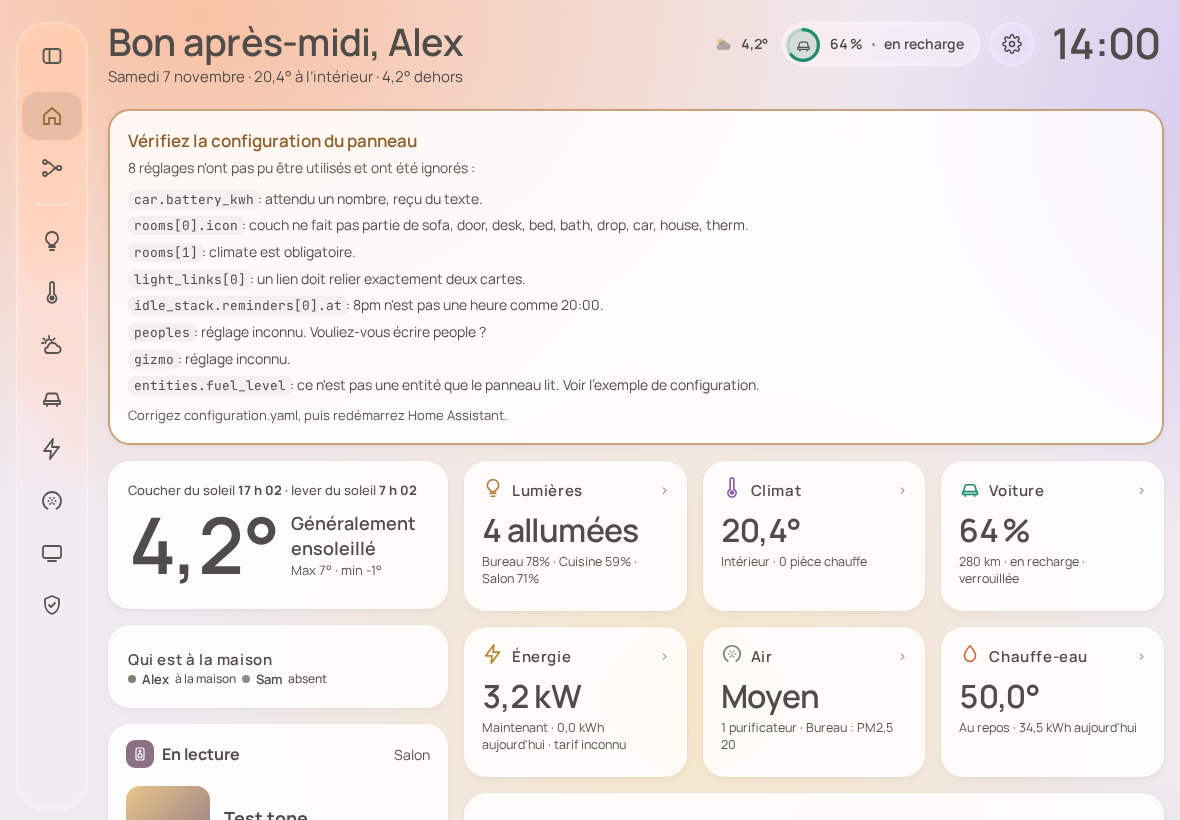 Bon après-midi, Alex
Samedi 7 novembre · 20,4° à l'intérieur · 4,2° dehors
4,2°
64 % · en recharge
14:00
Vérifiez la configuration du panneau
8 réglages n'ont pas pu être utilisés et ont été ignorés :
car.battery_kwh : attendu un nombre, reçu du texte.
rooms[0].icon : couch ne fait pas partie de sofa, door, desk, bed, bath, drop, car, house, therm.
rooms[1] : climate est obligatoire.
light_links[0] : un lien doit relier exactement deux cartes.
idle_stack.reminders[0].at : 8pm n'est pas une heure comme 20:00.
peoples : réglage inconnu. Vouliez-vous écrire people ?
gizmo : réglage inconnu.
entities.fuel_level : ce n'est pas une entité que le panneau lit. Voir l'exemple de configuration.
Corrigez configuration.yaml, puis redémarrez Home Assistant.
Coucher du soleil 17 h 02 · lever du soleil 7 h 02
4,2°
Généralement
ensoleillé
Max 7° · min -1°
Lumières
4 allumées
Bureau 78% · Cuisine 59% ·
Salon 71%
Climat
20,4°
Intérieur · 0 pièce chauffe
Voiture
64 %
280 km · en recharge ·
verrouillée
Qui est à la maison
Alex à la maison Sam absent
Énergie
3,2 kW
Maintenant · 0,0 kWh
aujourd'hui · tarif inconnu
Air
Moyen
1 purificateur · Bureau : PM2,5
20
Chauffe-eau
50,0°
Au repos · 34,5 kWh aujourd'hui
En lecture
Salon
Test tone